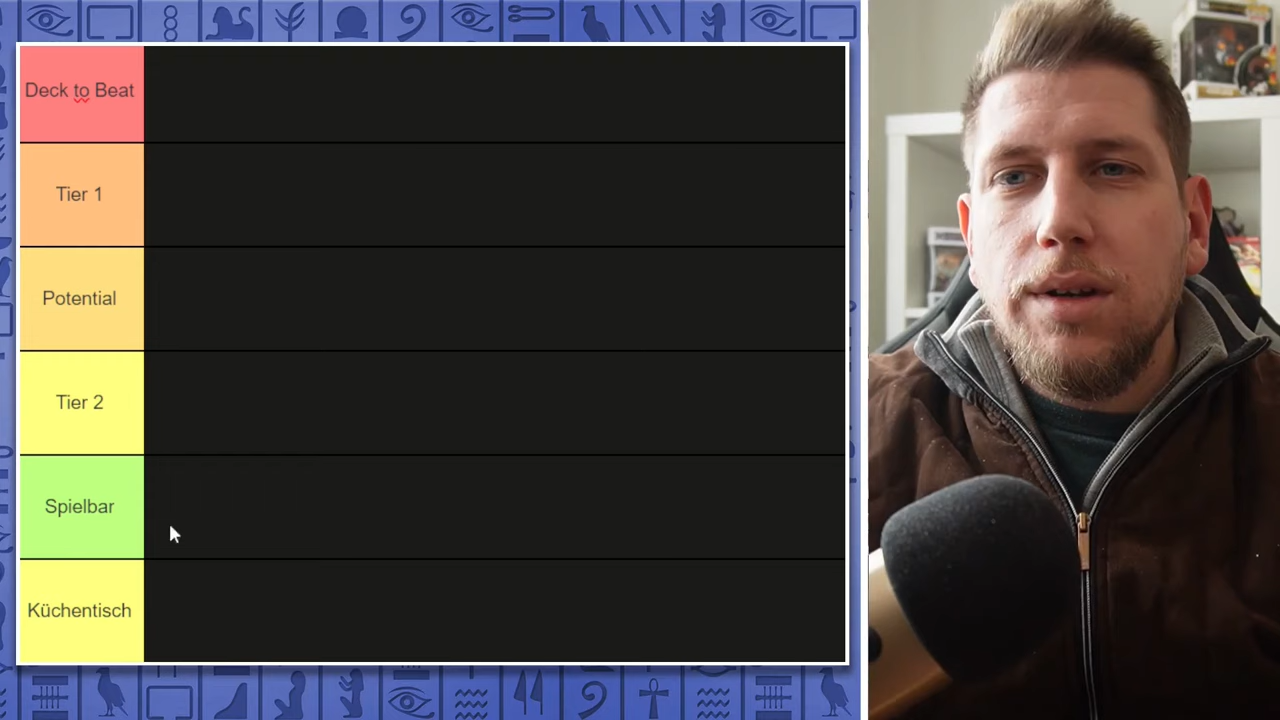 Deck to Beat
Tier 1
Potential
Tier 2
Spielbar
Küchentisch